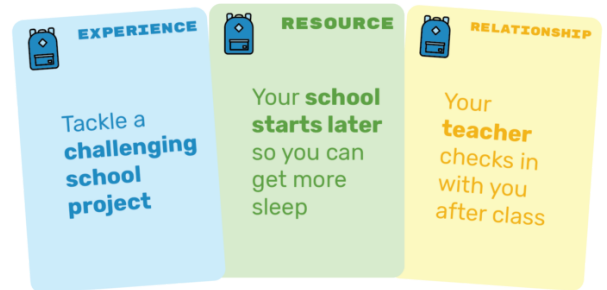 EXPERIENCE
Tackle a
challenging
school
project
RESOURCE
Your school
starts later
so you can
get more
sleep
RELATIONSHIP
Your
teacher
checks in
with you
after class